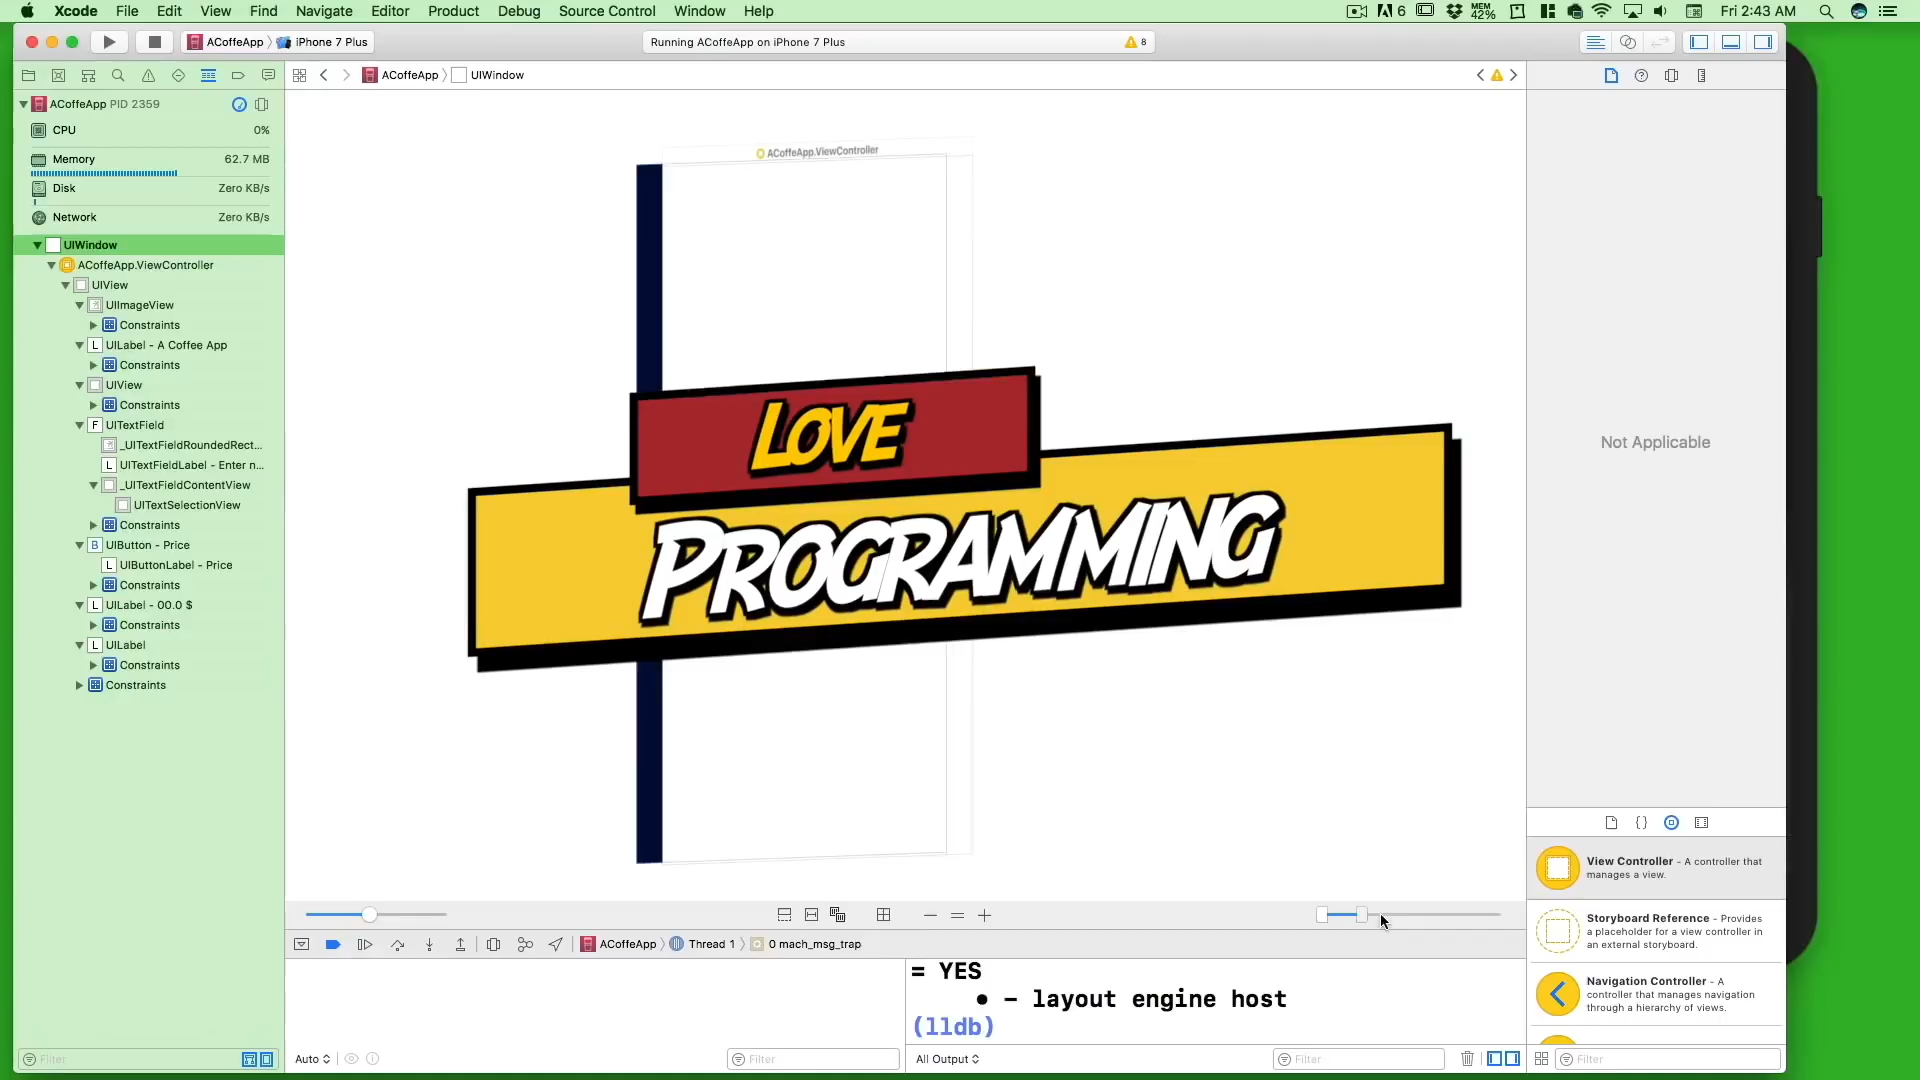 Xcode File Edit View Find Navigate Editor Product Debug Source Control Window Help
6 MEM 42% Fri 2:43 AM
ACoffeApp iPhone 7 Plus
Running ACoffeApp on iPhone 7 Plus
8
ACoffeApp UIWindow
ACoffeApp PID 2359
CPU 0%
Memory 62.7 MB
Disk Zero KB/s
Network Zero KB/s
UIWindow
ACoffeApp.ViewController
UIView
UIImageView
Constraints
L UILabel - A Coffee App
Constraints
UIView
Constraints
F UITextField
_UITextFieldRoundedRect...
L UITextFieldLabel - Enter n...
_UITextFieldContentView
UITextSelectionView
Constraints
B UIButton - Price
L UIButtonLabel - Price
Constraints
L UILabel - 00.0 $
Constraints
L UILabel
Constraints
Constraints
Filter
ACoffeApp.ViewController
LOVE
PROGRAMMING
ACoffeApp Thread 1 0 mach_msg_trap
= YES
• - layout engine host
(lldb)
Auto
Filter
All Output
Filter
Not Applicable
{}
View Controller - A controller that
manages a view.
Storyboard Reference - Provides
a placeholder for a view controller in
an external storyboard.
Navigation Controller - A
controller that manages navigation
through a hierarchy of views.
Filter